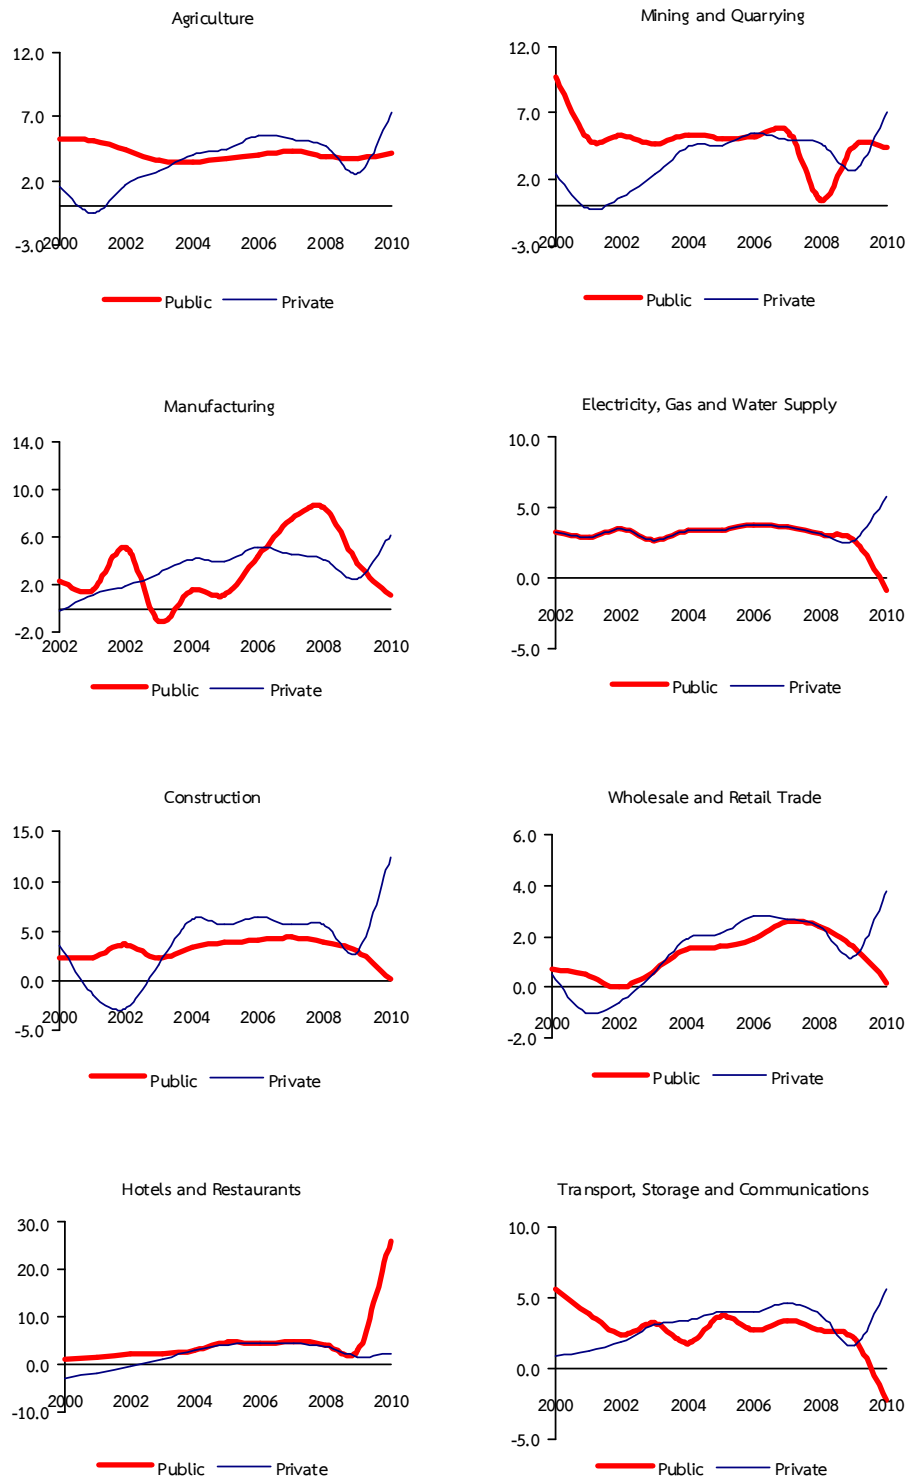 Agriculture
12.0
7.0
2.0
-3.0
2000 2002 2004 2006 2008 2010
Public Private
Mining and Quarrying
12.0
7.0
2.0
-3.0
2000 2002 2004 2006 2008 2010
Public Private
Manufacturing
14.0
10.0
6.0
2.0
-2.0
2002 2002 2004 2006 2008 2010
Public Private
Electricity, Gas and Water Supply
10.0
5.0
0.0
-5.0
2002 2002 2004 2006 2008 2010
Public Private
Construction
15.0
10.0
5.0
0.0
-5.0
2000 2002 2004 2006 2008 2010
Public Private
Wholesale and Retail Trade
6.0
4.0
2.0
0.0
-2.0
2000 2002 2004 2006 2008 2010
Public Private
Hotels and Restaurants
30.0
20.0
10.0
0.0
-10.0
2000 2002 2004 2006 2008 2010
Public Private
Transport, Storage and Communications
10.0
5.0
0.0
-5.0
2000 2002 2004 2006 2008 2010
Public Private